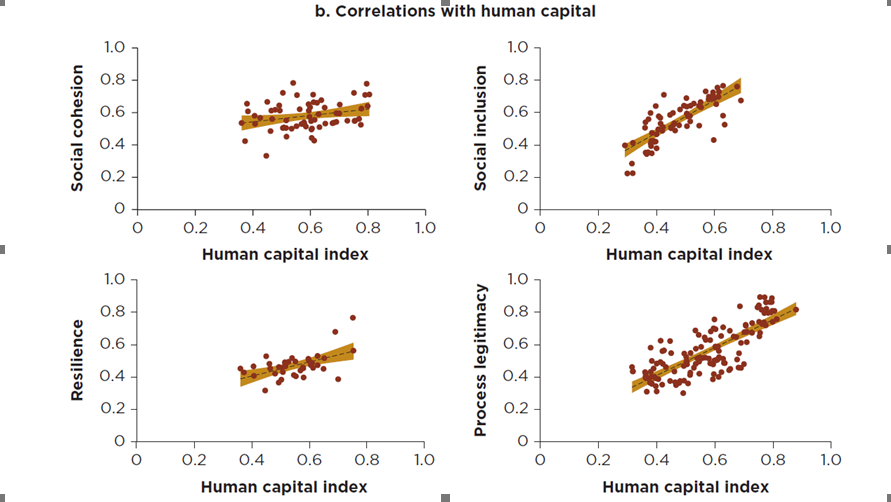 b. Correlations with human capital
Social cohesion
1.0
0.8
0.6
0.4
0.2
0
0 0.2 0.4 0.6 0.8 1.0
Human capital index
Social inclusion
1.0
0.8
0.6
0.4
0.2
0
0 0.2 0.4 0.6 0.8 1.0
Human capital index
Resilience
1.0
0.8
0.6
0.4
0.2
0
0 0.2 0.4 0.6 0.8 1.0
Human capital index
Process legitimacy
1.0
0.8
0.6
0.4
0.2
0
0 0.2 0.4 0.6 0.8 1.0
Human capital index